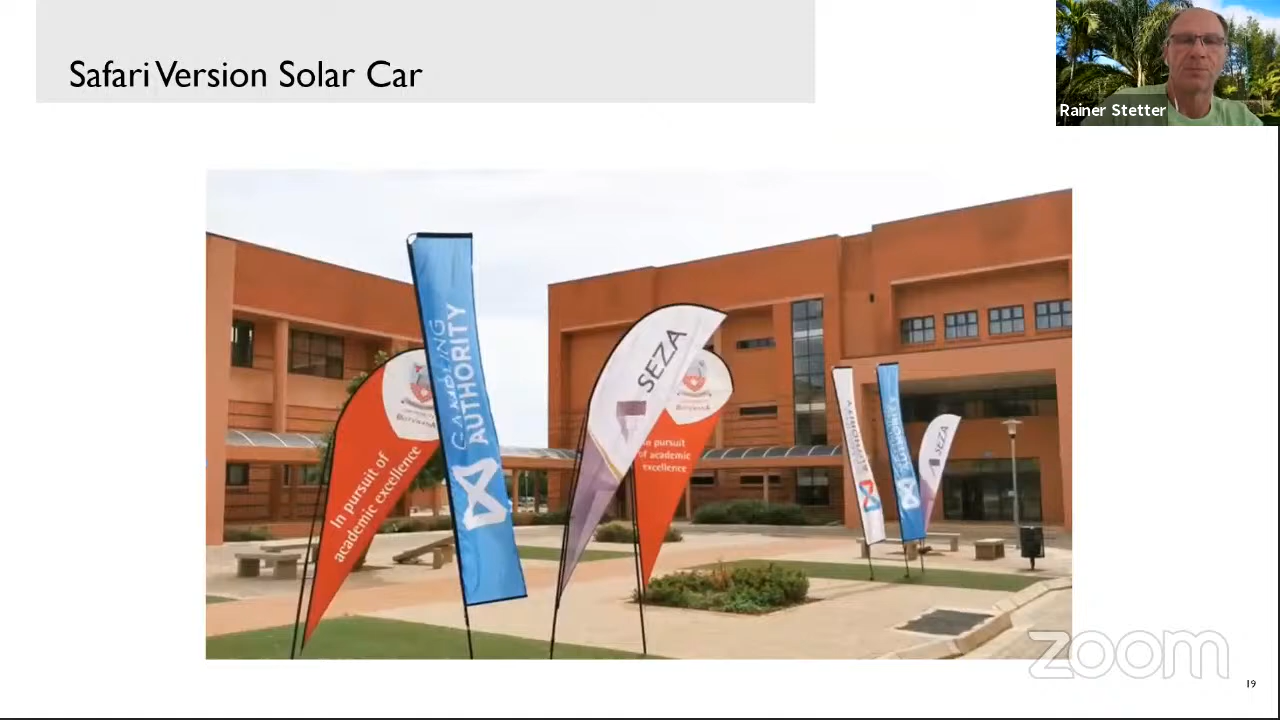 Safari Version Solar Car
Rainer Stetter
GAMBLING
AUTHORITY
SEZA
In pursuit of
academic excellence
In pursuit
of academic
excellence
SEZA
zoom
19